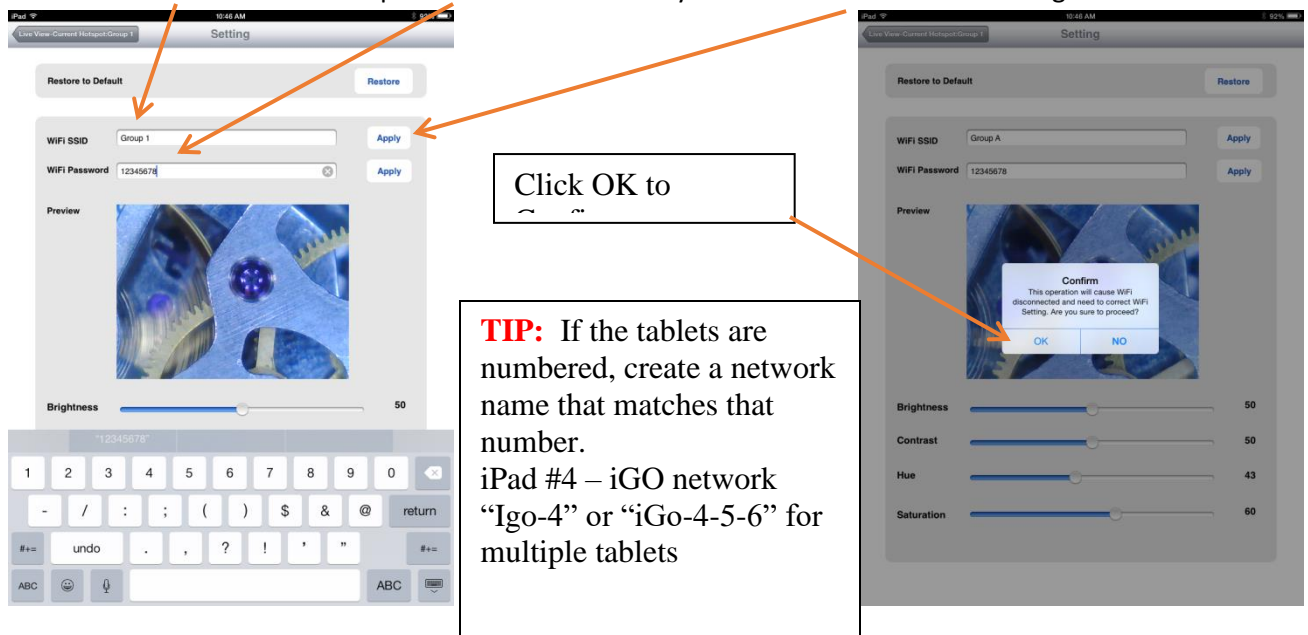 iPad
10:46 AM
Live View-Current Hotspot:Group 1
Setting
Restore to Default
Restore
WiFi SSID
Group 1
Apply
WiFi Password
12345678
Apply
Preview
Brightness
50
"12345678"
1 2 3 4 5 6 7 8 9 0
- / : ; ( ) $ & @ return
#+= undo . , ? ! ' " #+=
ABC ABC
Click OK to
TIP: If the tablets are
numbered, create a network
name that matches that
number.
iPad #4 – iGO network
“Igo-4” or “iGo-4-5-6” for
multiple tablets
iPad
10:46 AM
92%
Live View-Current Hotspot:Group 1
Setting
Restore to Default
Restore
WiFi SSID
Group A
Apply
WiFi Password
12345678
Apply
Preview
Confirm
This operation will cause WiFi
disconnected and need to correct WiFi
Setting. Are you sure to proceed?
OK NO
Brightness
50
Contrast
50
Hue
43
Saturation
60